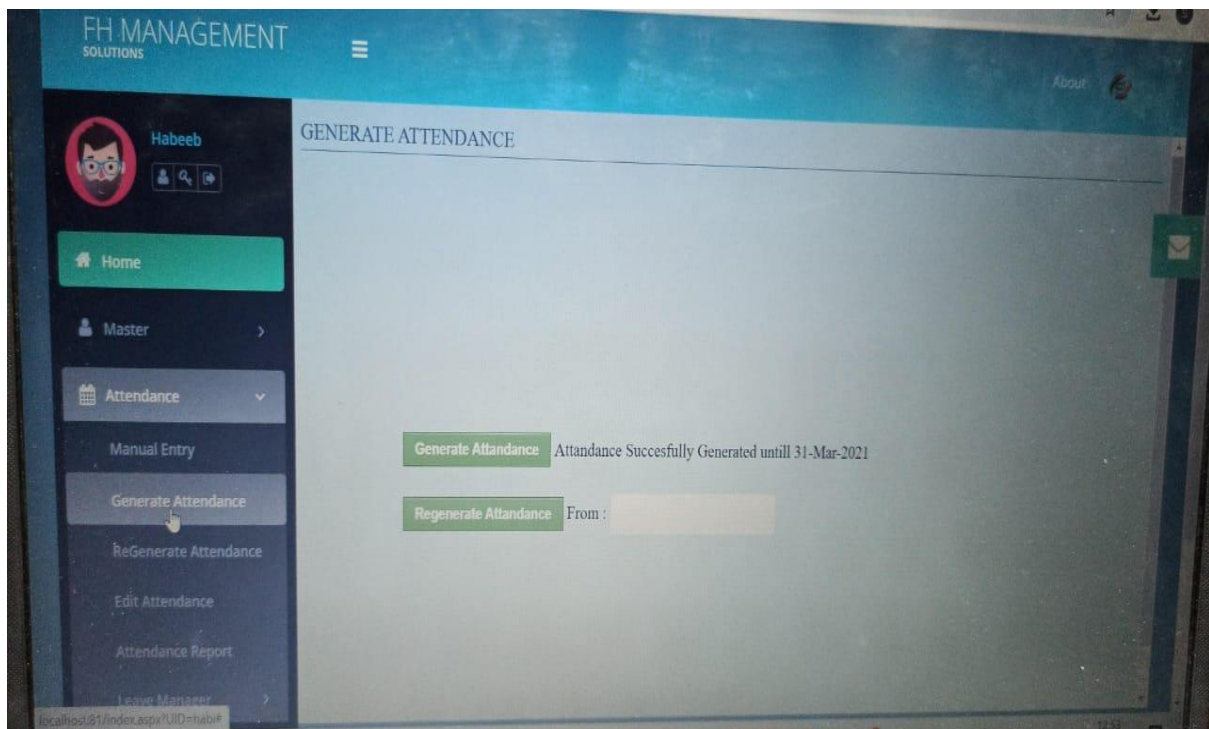 FH MANAGEMENT
SOLUTIONS
About
Habeeb
GENERATE ATTENDANCE
Home
Master
Attendance
Manual Entry
Generate Attandance Attandance Succesfully Generated untill 31-Mar-2021
Generate Attendance
Regenerate Attandance From :
ReGenerate Attendance
Edit Attendance
Attendance Report
Leave Manager
localhost:81/index.aspx?UID=habi#
12:53